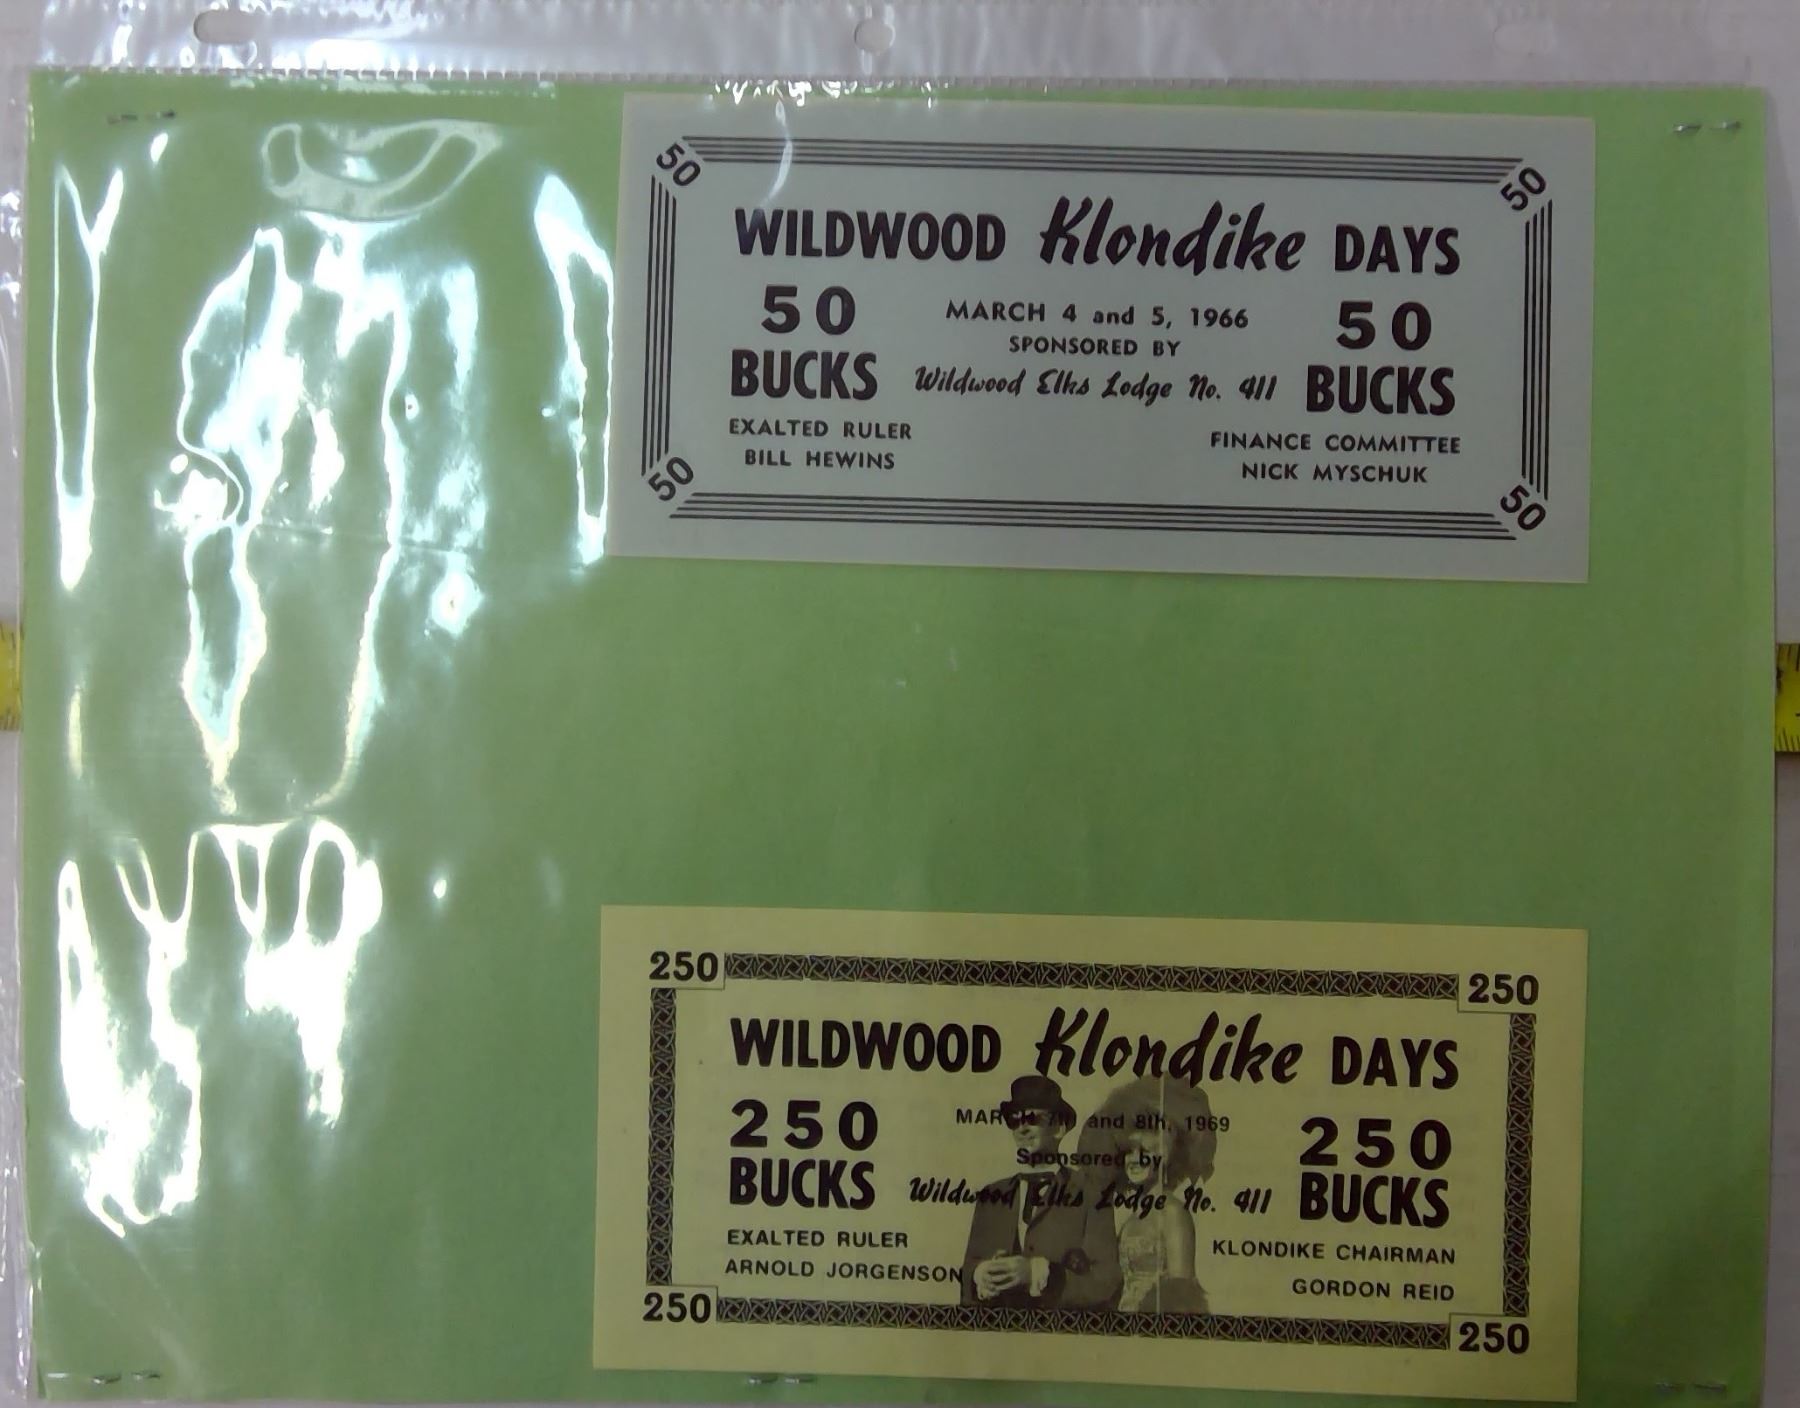 50 50
WILDWOOD Klondike DAYS
50 MARCH 4 and 5, 1966 50
SPONSORED BY
BUCKS Wildwood Elks Lodge No. 411 BUCKS
EXALTED RULER FINANCE COMMITTEE
BILL HEWINS NICK MYSCHUK
50 50
250 250
WILDWOOD Klondike DAYS
250 MARCH 7th and 8th, 1969 250
Sponsored by
BUCKS Wildwood Elks Lodge No. 411 BUCKS
EXALTED RULER KLONDIKE CHAIRMAN
ARNOLD JORGENSON GORDON REID
250 250